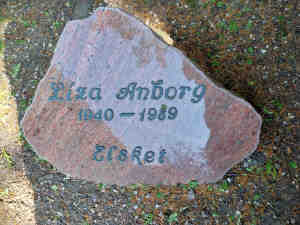 Liza Anborg
1940 - 1989
Elsket